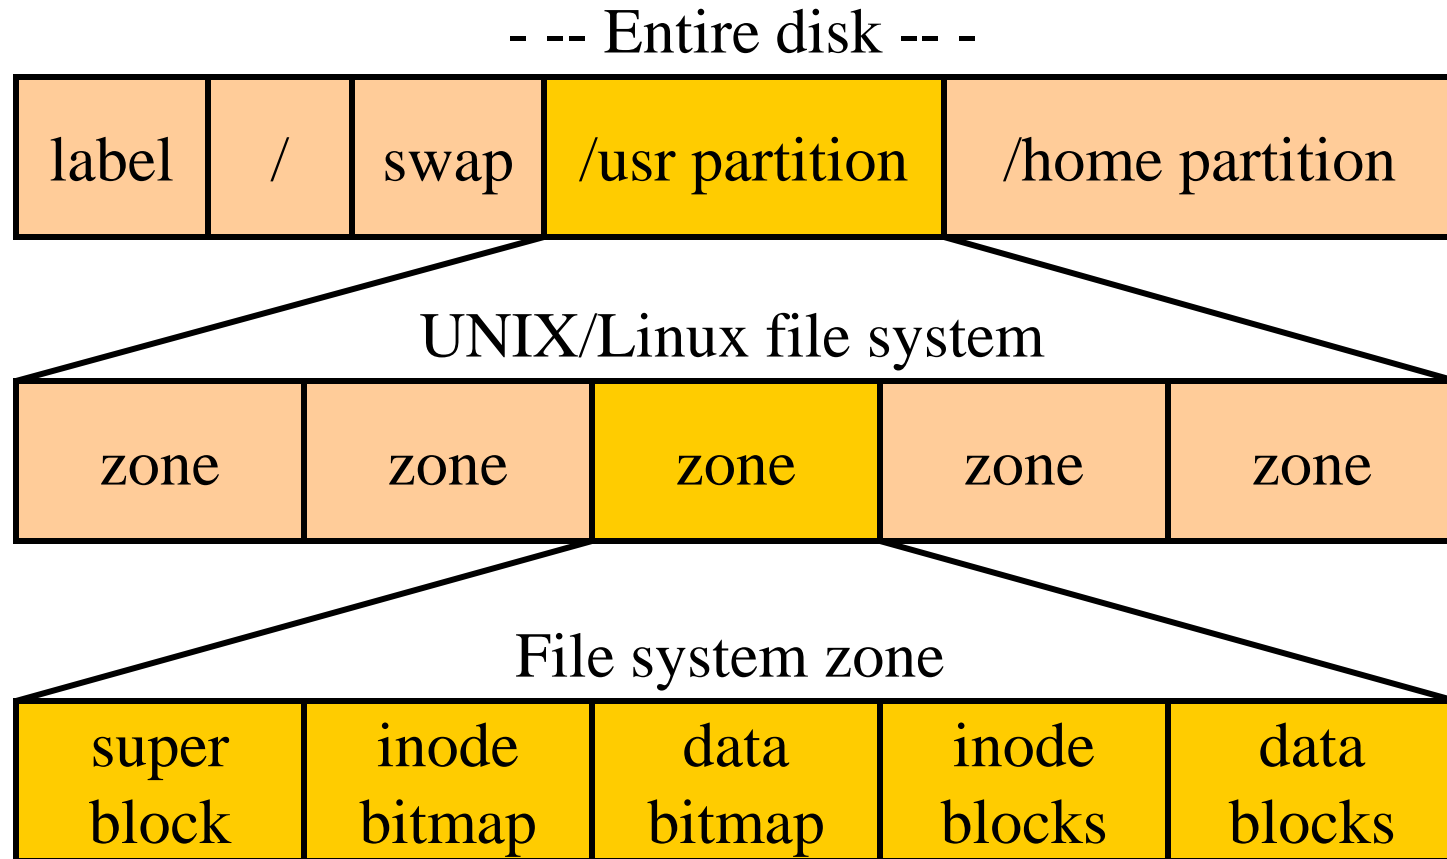 - -- Entire disk -- -
label / swap /usr partition /home partition
UNIX/Linux file system
zone zone zone zone zone
File system zone
super inode data inode data
block bitmap bitmap blocks blocks